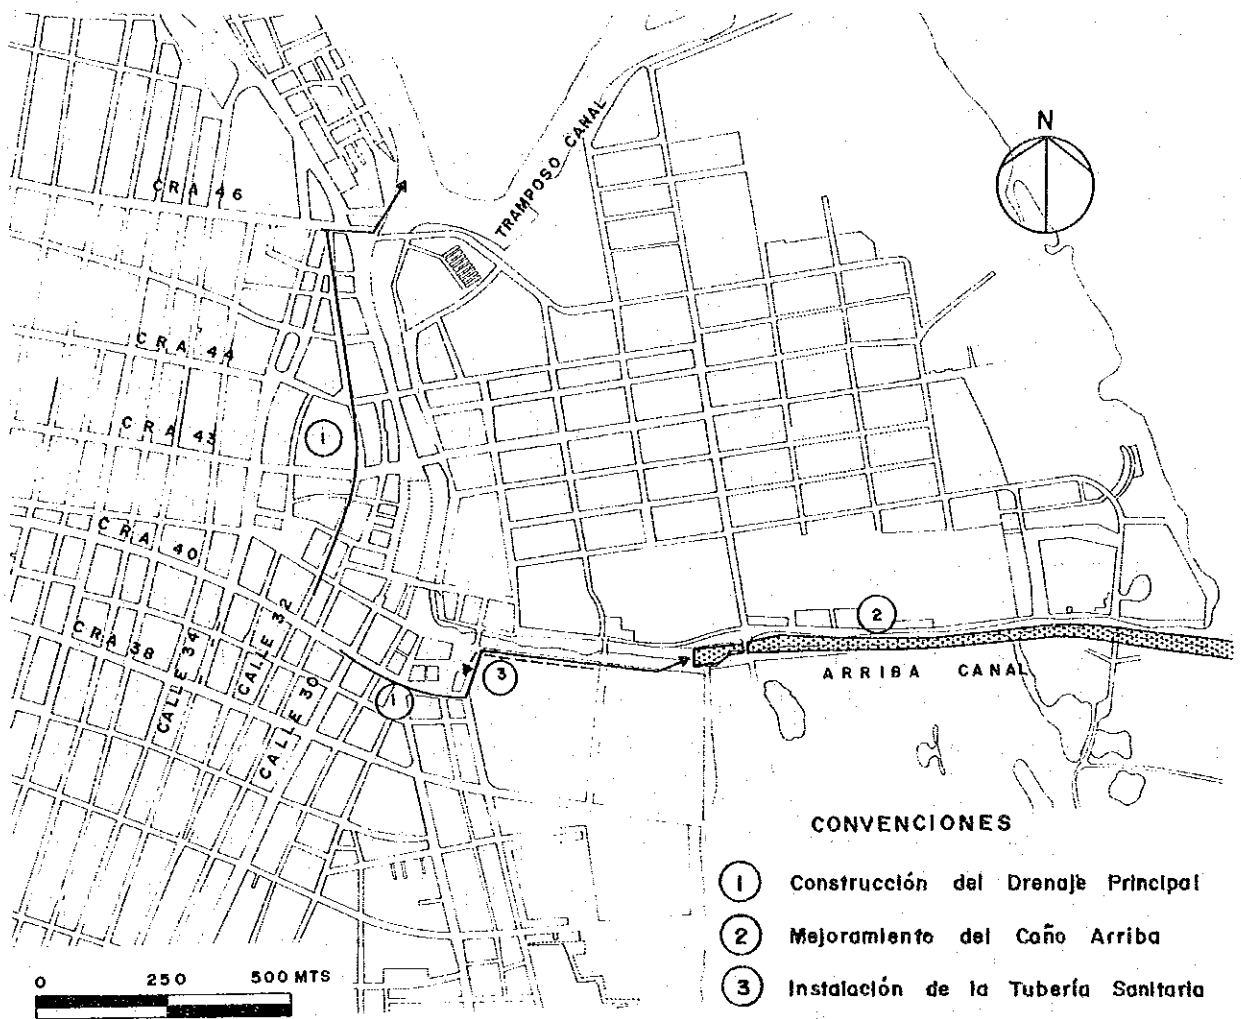 N
TRAMPOSO CANAL
CRA 46
CRA 44
CRA 43
1
CRA 40
CRA 38
CALLE 34
CALLE 32
CALLE 30
1
3
2
ARRIBA CANAL
CONVENCIONES
1 Construcción del Drenaje Principal
2 Mejoramiento del Caño Arriba
3 Instalación de la Tubería Sanitaria
0 250 500 MTS